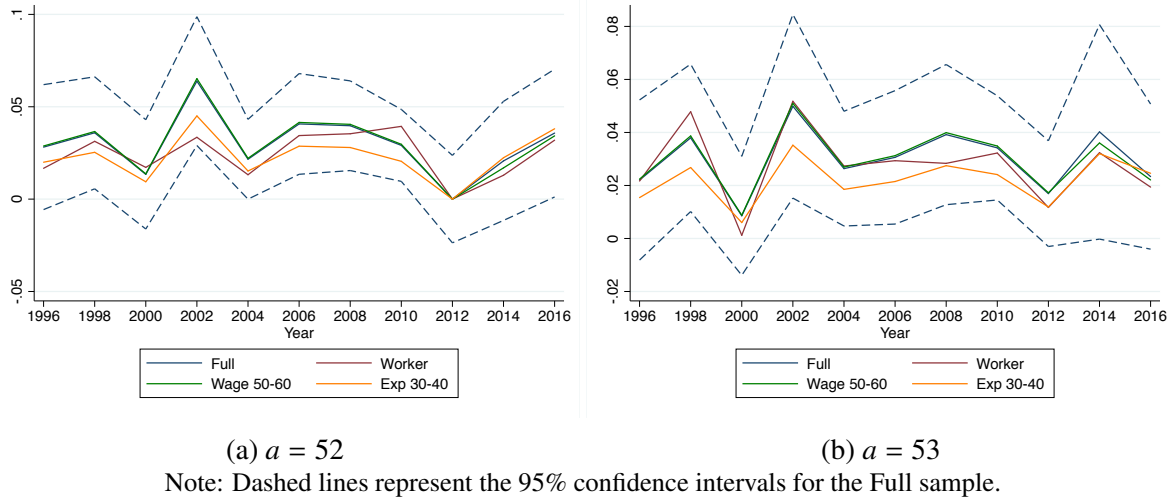 .1
.05
0
-.05
1996 1998 2000 2002 2004 2006 2008 2010 2012 2014 2016
Year
Full Worker
Wage 50-60 Exp 30-40
.08
.06
.04
.02
0
-.02
1996 1998 2000 2002 2004 2006 2008 2010 2012 2014 2016
Year
Full Worker
Wage 50-60 Exp 30-40
(a) a = 52
(b) a = 53
Note: Dashed lines represent the 95% confidence intervals for the Full sample.